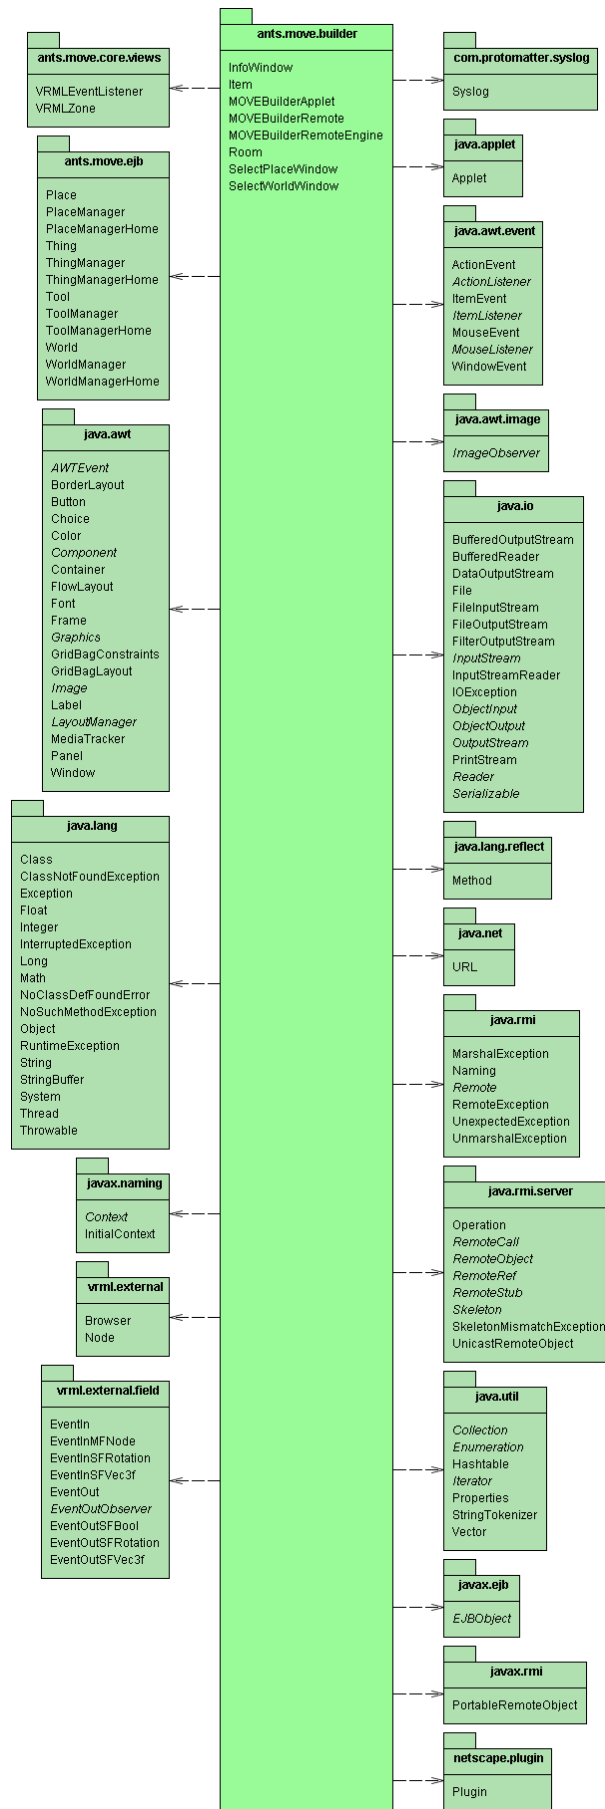 ants.move.core.views
VRMLEventListener
VRMLZone
ants.move.ejb
Place
PlaceManager
PlaceManagerHome
Thing
ThingManager
ThingManagerHome
Tool
ToolManager
ToolManagerHome
World
WorldManager
WorldManagerHome
java.awt
AWTEvent
BorderLayout
Button
Choice
Color
Component
Container
FlowLayout
Font
Frame
Graphics
GridBagConstraints
GridBagLayout
Image
Label
LayoutManager
MediaTracker
Panel
Window
java.lang
Class
ClassNotFoundException
Exception
Float
Integer
InterruptedException
Long
Math
NoClassDefFoundError
NoSuchMethodException
Object
RuntimeException
String
StringBuffer
System
Thread
Throwable
javax.naming
Context
InitialContext
vrml.external
Browser
Node
vrml.external.field
EventIn
EventInMFNode
EventInSFRotation
EventInSFVec3f
EventOut
EventOutObserver
EventOutSFBool
EventOutSFRotation
EventOutSFVec3f
ants.move.builder
InfoWindow
Item
MOVEBuilderApplet
MOVEBuilderRemote
MOVEBuilderRemoteEngine
Room
SelectPlaceWindow
SelectWorldWindow
com.protomatter.syslog
Syslog
java.applet
Applet
java.awt.event
ActionEvent
ActionListener
ItemEvent
ItemListener
MouseEvent
MouseListener
WindowEvent
java.awt.image
ImageObserver
java.io
BufferedOutputStream
BufferedReader
DataOutputStream
File
FileInputStream
FileOutputStream
FilterOutputStream
InputStream
InputStreamReader
IOException
ObjectInput
ObjectOutput
OutputStream
PrintStream
Reader
Serializable
java.lang.reflect
Method
java.net
URL
java.rmi
MarshalException
Naming
Remote
RemoteException
UnexpectedException
UnmarshalException
java.rmi.server
Operation
RemoteCall
RemoteObject
RemoteRef
RemoteStub
Skeleton
SkeletonMismatchException
UnicastRemoteObject
java.util
Collection
Enumeration
Hashtable
Iterator
Properties
StringTokenizer
Vector
javax.ejb
EJBObject
javax.rmi
PortableRemoteObject
netscape.plugin
Plugin